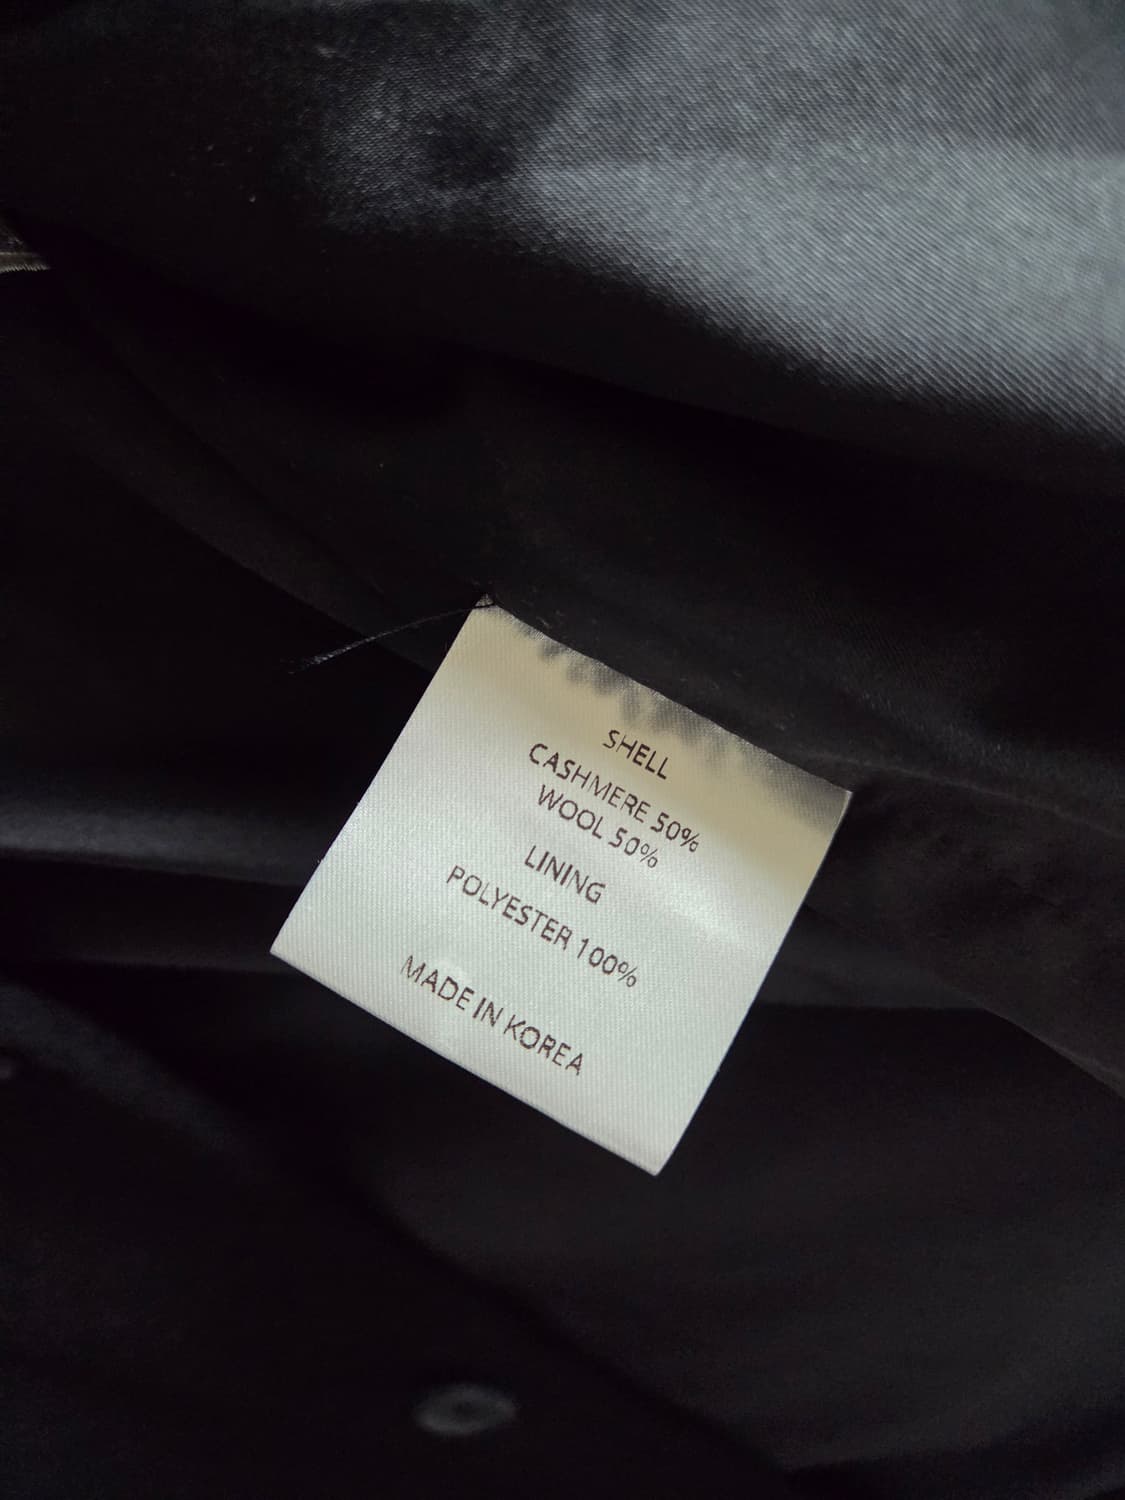 SHELL
CASHMERE 50%
WOOL 50%
LINING
POLYESTER 100%
MADE IN KOREA